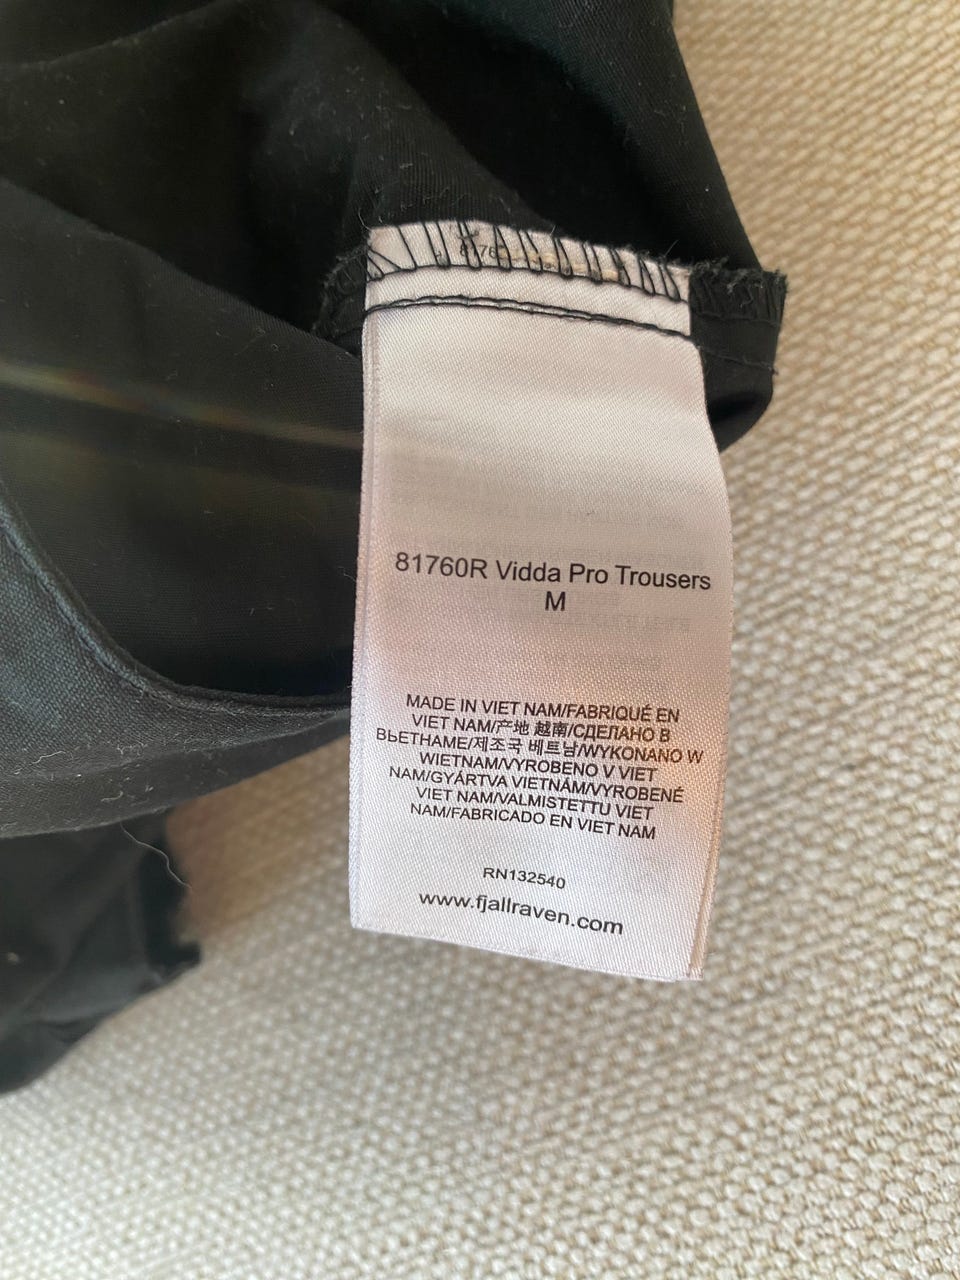 81760R Vidda Pro Trousers
M
MADE IN VIET NAM/FABRIQUÉ EN
VIET NAM/产地 越南/СДЕЛАНО В
ВЬЕТНАМЕ/제조국 베트남/WYKONANO W
WIETNAM/VYROBENO V VIET
NAM/GYÁRTVA VIETNÁM/VYROBENÉ
VIET NAM/VALMISTETTU VIET
NAM/FABRICADO EN VIET NAM
RN132540
www.fjallraven.com